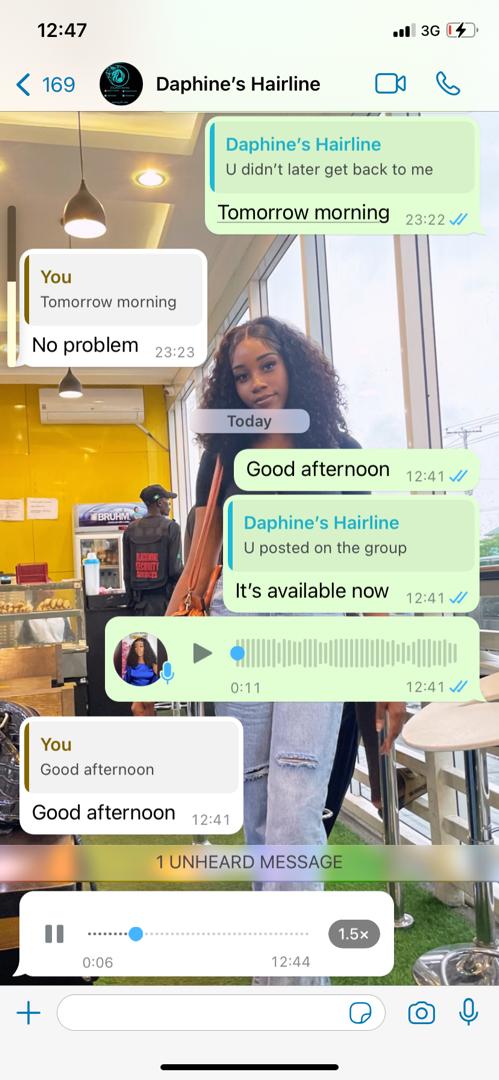 12:47
3G
169
Daphine's Hairline
Daphine's Hairline
U didn't later get back to me
Tomorrow morning 23:22
You
Tomorrow morning
No problem 23:23
Today
Good afternoon 12:41
Daphine's Hairline
U posted on the group
It's available now 12:41
0:11 12:41
You
Good afternoon
Good afternoon 12:41
1 UNHEARD MESSAGE
1.5×
0:06 12:44
BRUHM
SECURITY